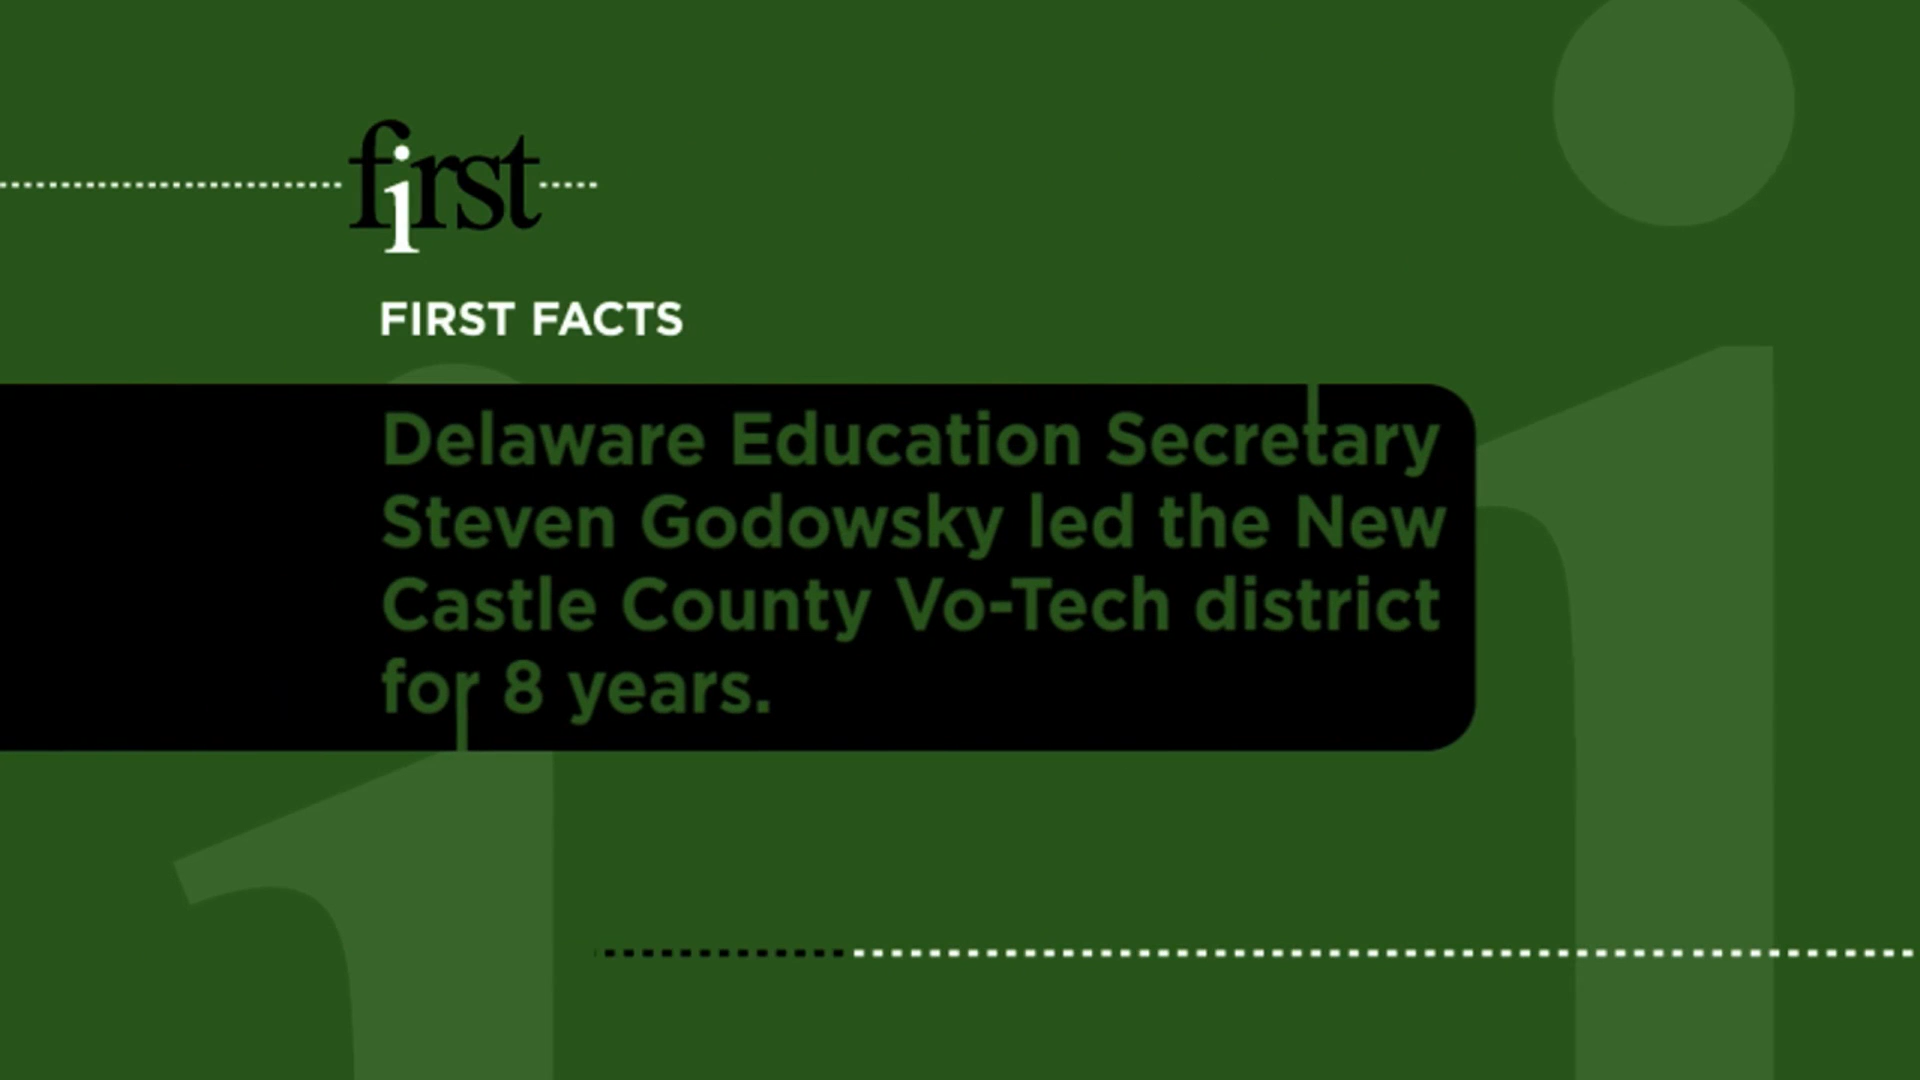 first
FIRST FACTS
Delaware Education Secretary
Steven Godowsky led the New
Castle County Vo-Tech district
for 8 years.